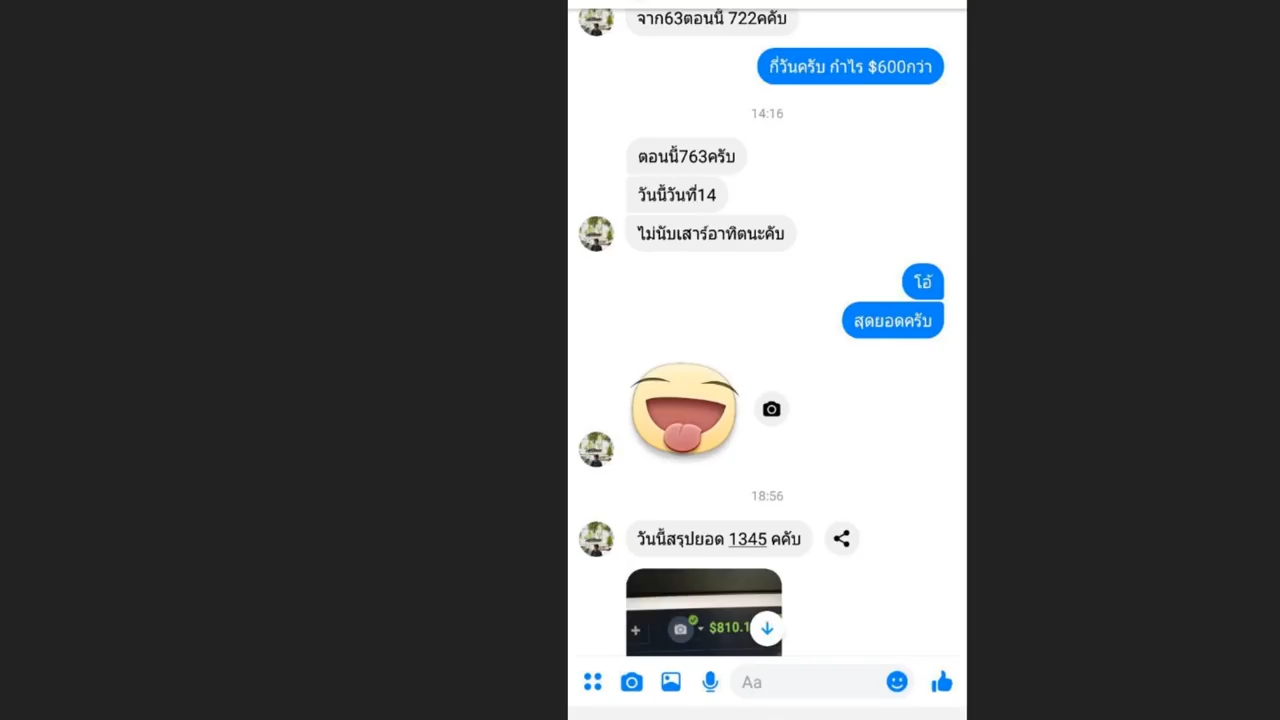 จาก63ตอนนี้ 722คคับ
กี่วันครับ กำไร $600กว่า
14:16
ตอนนี้763ครับ
วันนี้วันที่14
ไม่นับเสาร์อาทิตนะคับ
โอ้
สุดยอดครับ
18:56
วันนี้สรุปยอด 1345 คคับ
$810.1
Aa